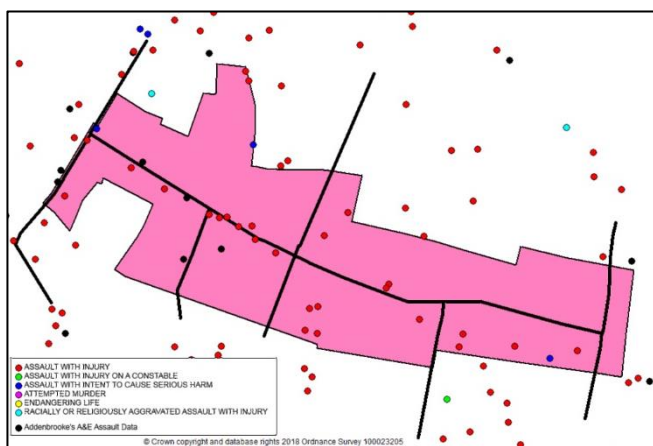 ASSAULT WITH INJURY
ASSAULT WITH INJURY ON A CONSTABLE
ASSAULT WITH INTENT TO CAUSE SERIOUS HARM
ATTEMPTED MURDER
ENDANGERING LIFE
RACIALLY OR RELIGIOUSLY AGGRAVATED ASSAULT WITH INJURY
Addenbrooke's A&E Assault Data
© Crown copyright and database rights 2018 Ordnance Survey 100023205